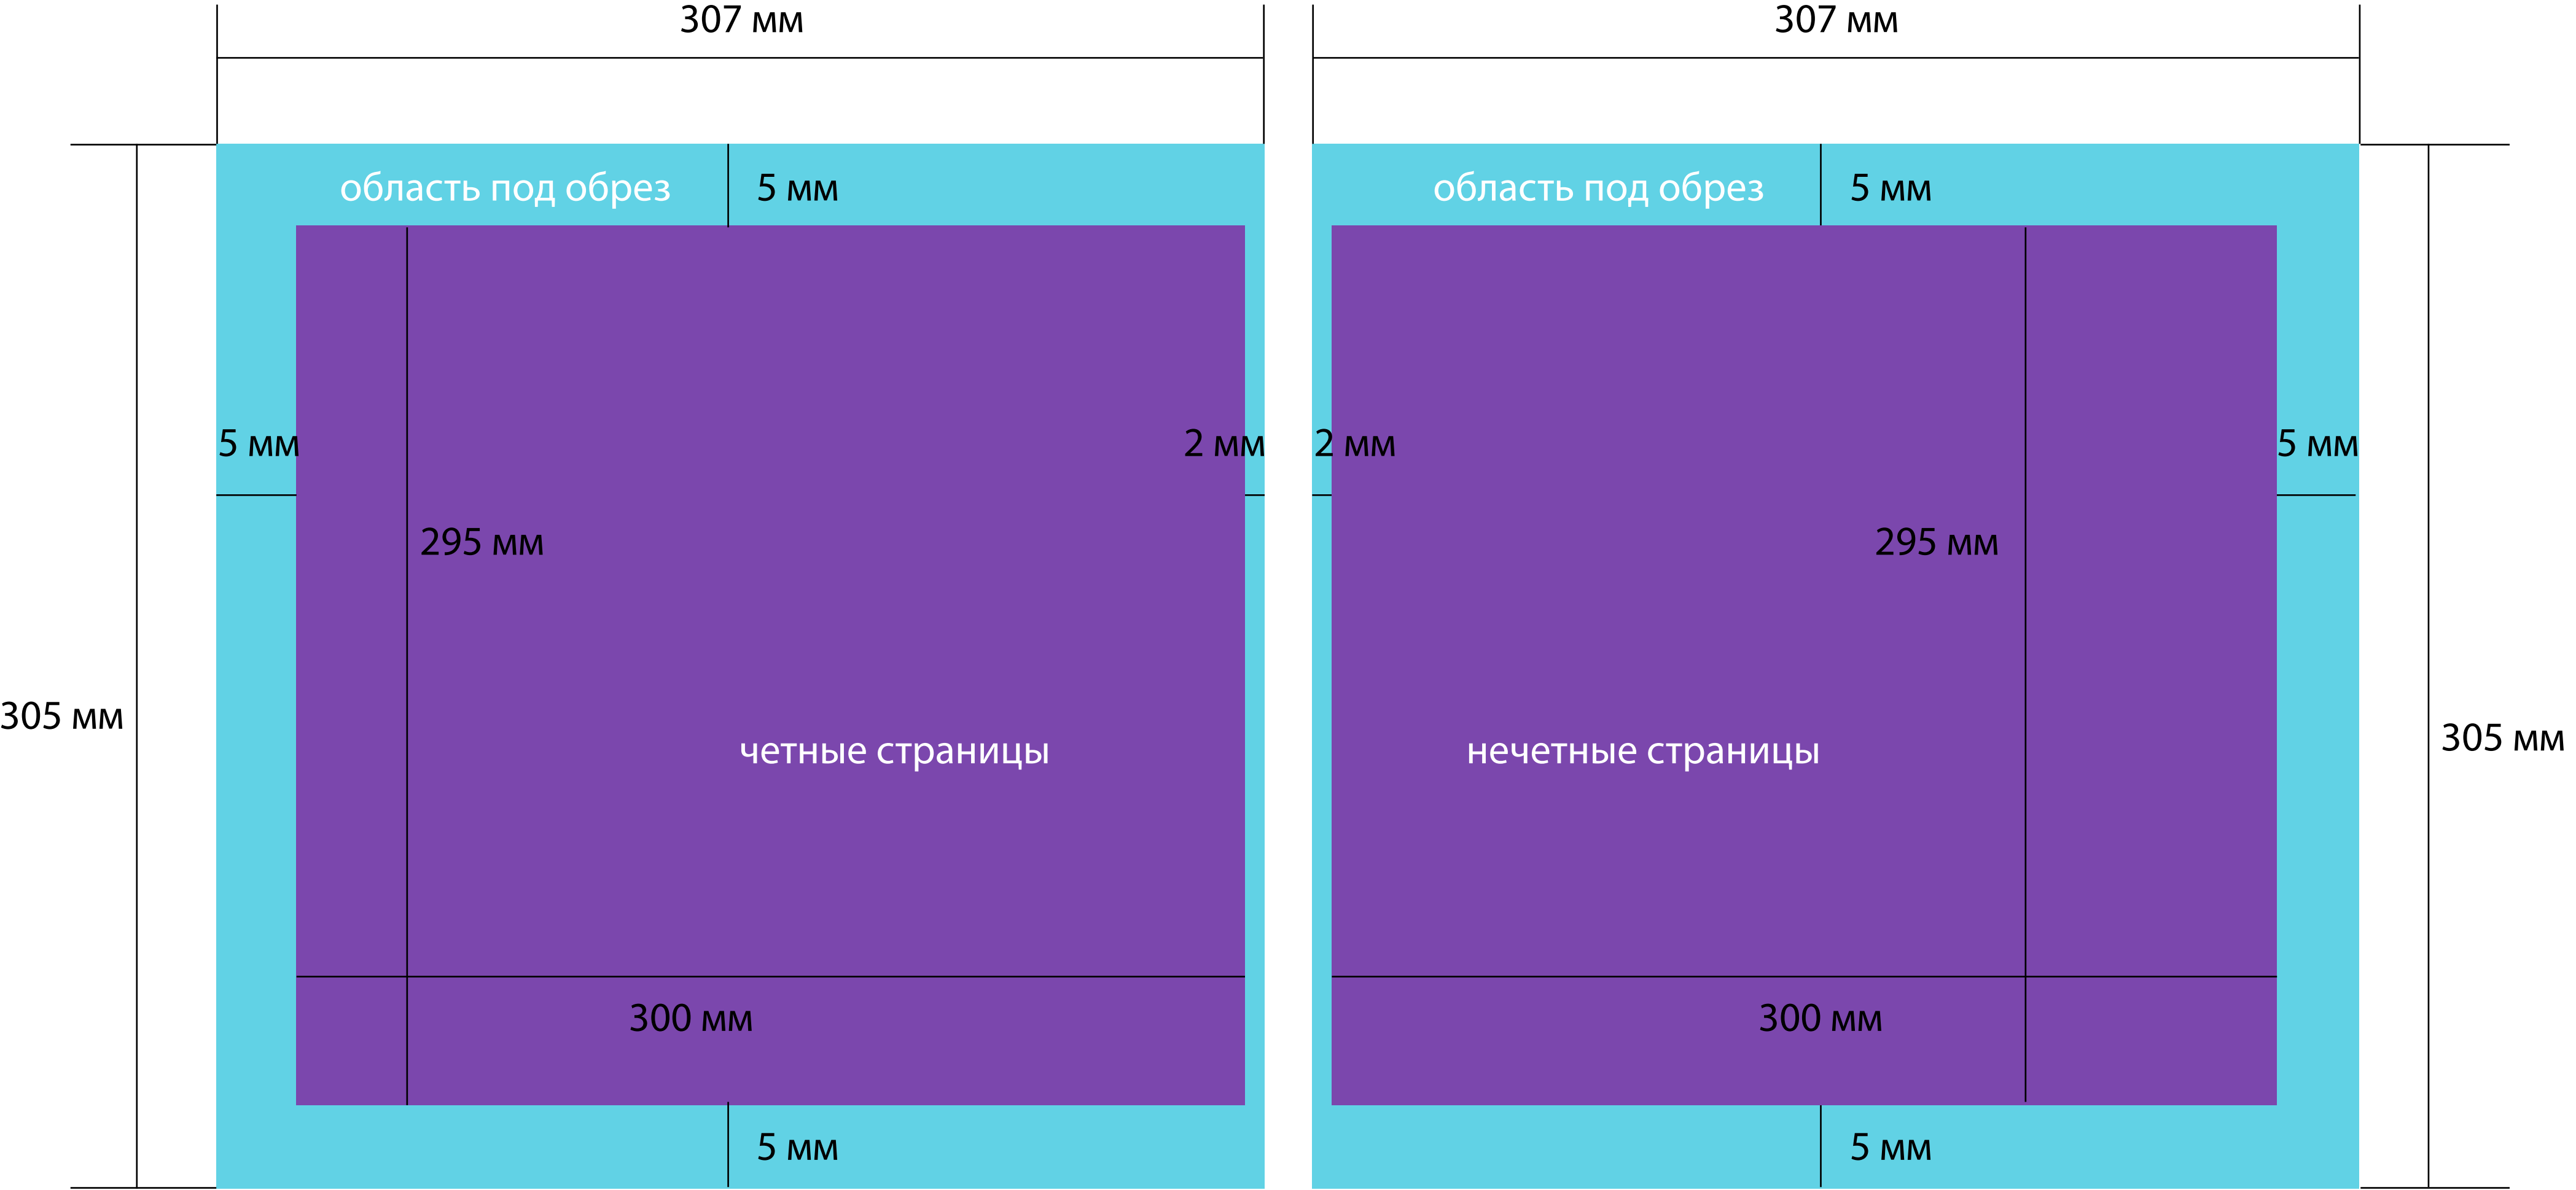 307 мм
307 мм
область под обрез
5 мм
область под обрез
5 мм
5 мм
2 мм
2 мм
5 мм
295 мм
295 мм
305 мм
четные страницы
нечетные страницы
305 мм
300 мм
300 мм
5 мм
5 мм